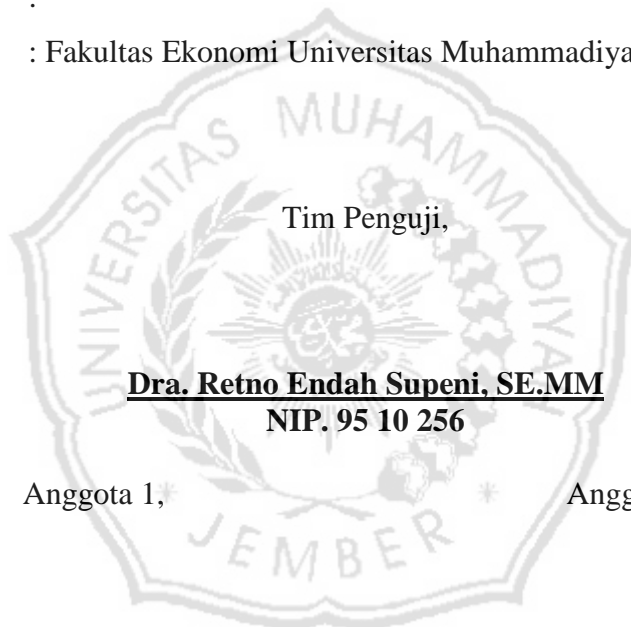 :
: Fakultas Ekonomi Universitas Muhammadiya
UNIVERSITAS MUHAMMADIYAH
Tim Penguji,
Dra. Retno Endah Supeni, SE.MM
NIP. 95 10 256
Anggota 1, Angg
JEMBER